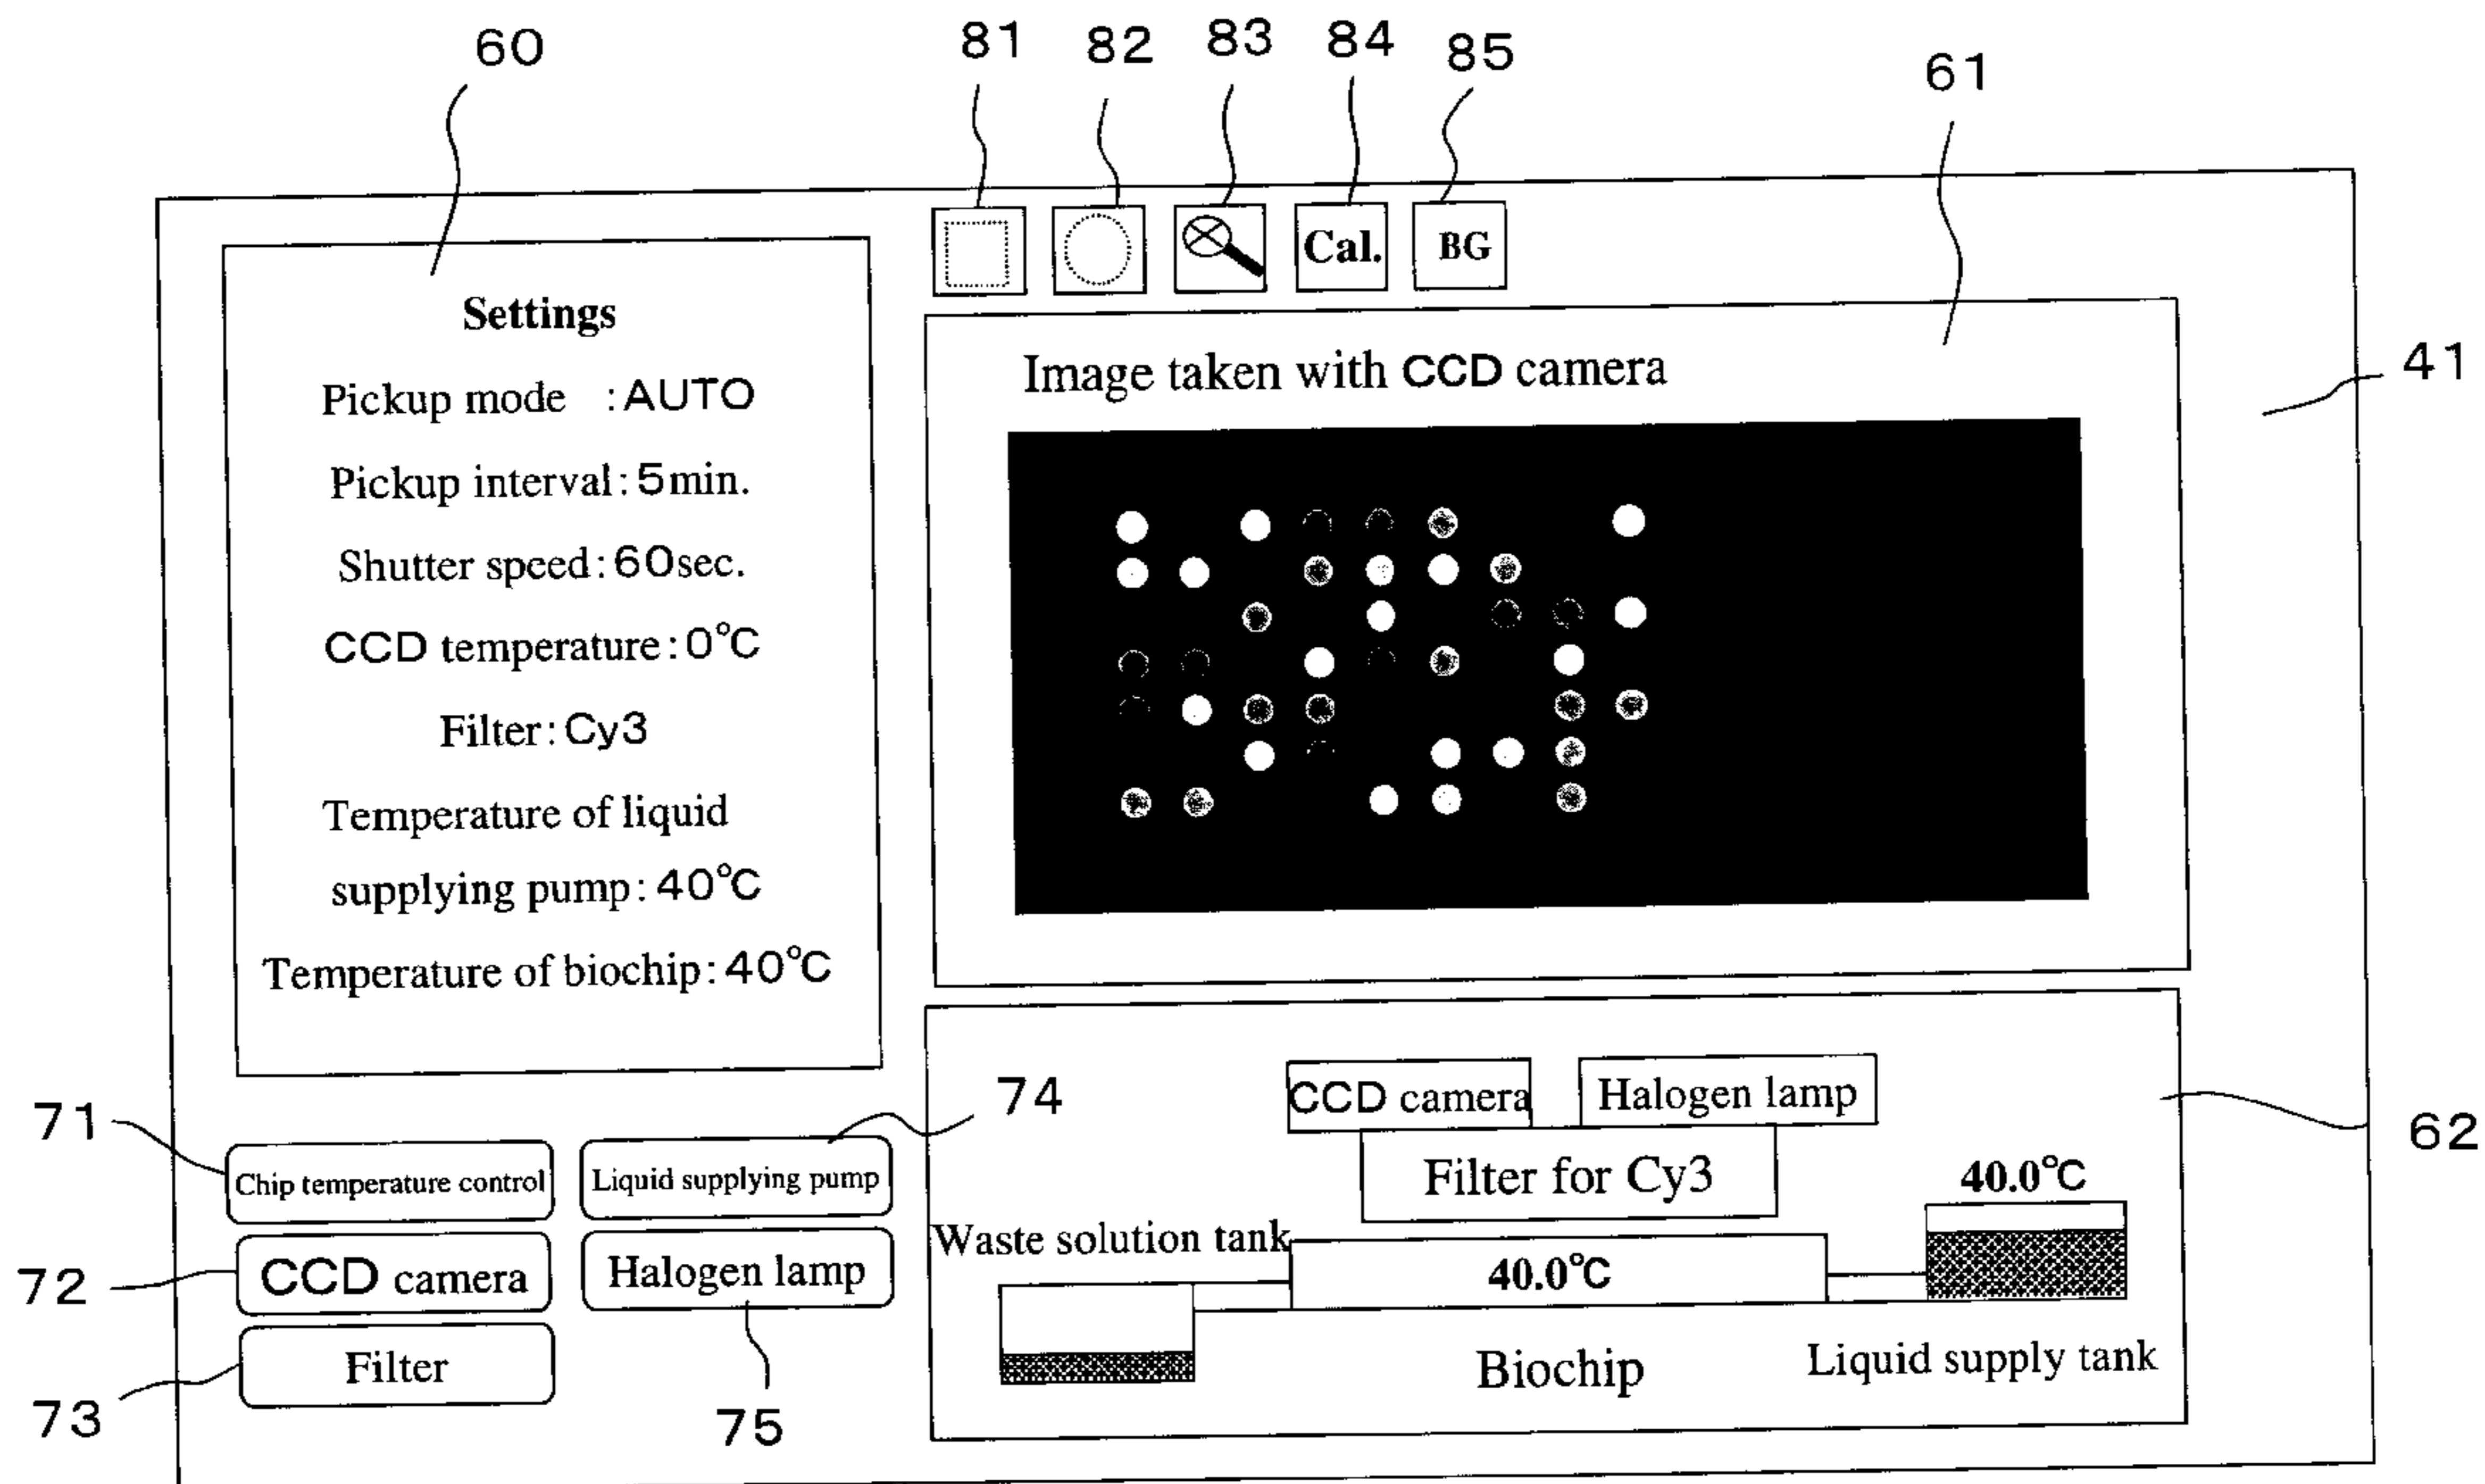 60
81
82
83
84
85
61
41
Cal.
BG
Settings
Pickup mode :AUTO
Pickup interval:5min.
Shutter speed:60sec.
CCD temperature:0℃
Filter:Cy3
Temperature of liquid
supplying pump:40℃
Temperature of biochip:40℃
Image taken with CCD camera
71
72
73
74
75
Chip temperature control
Liquid supplying pump
CCD camera
Halogen lamp
Filter
62
CCD camera
Halogen lamp
Filter for Cy3
40.0℃
Waste solution tank
40.0℃
Biochip
Liquid supply tank